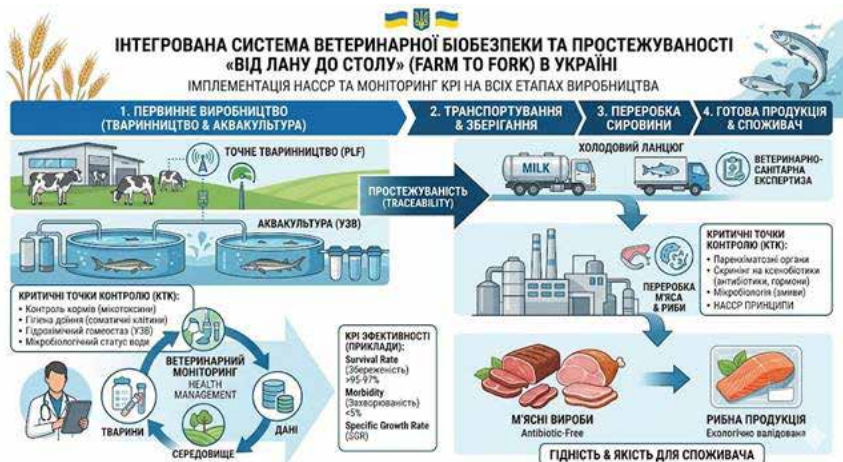 ІНТЕГРОВАНА СИСТЕМА ВЕТЕРИНАРНОЇ БІОБЕЗПЕКИ ТА ПРОСТЕЖУВАНОСТІ
«ВІД ЛАНУ ДО СТОЛУ» (FARM TO FORK) В УКРАЇНІ
ІМПЛЕМЕНТАЦІЯ НАССР ТА МОНІТОРИНГ КРІ НА ВСІХ ЕТАПАХ ВИРОБНИЦТВА
1. ПЕРВИННЕ ВИРОБНИЦТВО
(ТВАРИННИЦТВО & АКВАКУЛЬТУРА)
2. ТРАНСПОРТУВАННЯ
& ЗБЕРІГАННЯ
3. ПЕРЕРОБКА
СИРОВИНИ
4. ГОТОВА ПРОДУКЦІЯ
& СПОЖИВАЧ
ТОЧНЕ ТВАРИННИЦТВО (PLF)
АКВАКУЛЬТУРА (УЗВ)
ПРОСТЕЖУВАНІСТЬ
(TRACEABILITY)
ХОЛОДОВИЙ ЛАНЦЮГ
MILK
ВЕТЕРИНАРНО-
САНІТАРНА
ЕКСПЕРТИЗА
КРИТИЧНІ ТОЧКИ КОНТРОЛЮ (КТК):
• Контроль кормів (мікотоксини)
• Гігієна доїння (соматичні клітини)
• Гідрохімічний гомеостаз (УЗВ)
• Мікробіологічний статус води
ВЕТЕРИНАРНИЙ
МОНІТОРИНГ
HEALTH
MANAGEMENT
ТВАРИНИ
СЕРЕДОВИЩЕ
ДАНІ
КРІ ЕФЕКТИВНОСТІ
(ПРИКЛАДИ):
Survival Rate
(Збереженість)
>95-97%
Morbidity
(Захворюваність)
<5%
Specific Growth Rate
(SGR)
ПЕРЕРОБКА
М'ЯСА
& РИБИ
КРИТИЧНІ ТОЧКИ
КОНТРОЛЮ (КТК):
• Паренхіматозні органи
• Скринінг на ксенобіотики
(антибіотики, гормони)
• Мікробіологія (змиви)
• НАССР ПРИНЦИПИ
М'ЯСНІ ВИРОБИ
Antibiotic-Free
РИБНА ПРОДУКЦІЯ
Екологічно валідована
ГІДНІСТЬ & ЯКІСТЬ ДЛЯ СПОЖИВАЧА